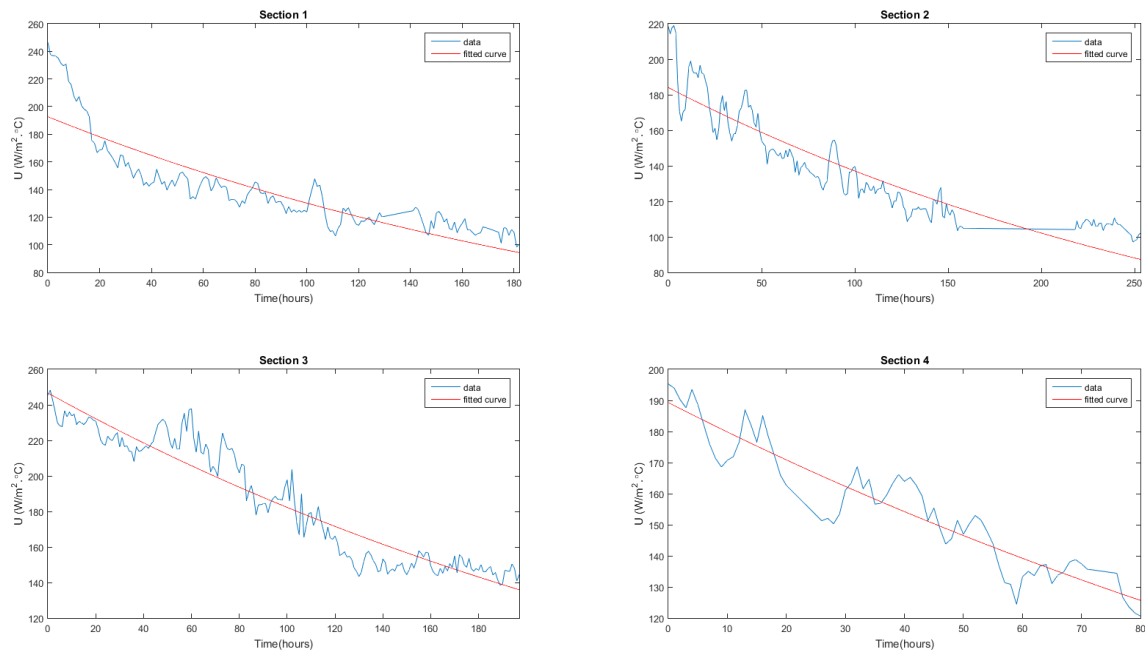 Section 1
260
240
220
200
180
160
140
120
100
80
U (W/m².°C)
0 20 40 60 80 100 120 140 160 180
Time(hours)
data
fitted curve
Section 2
220
200
180
160
140
120
100
80
U (W/m².°C)
0 50 100 150 200 250
Time(hours)
data
fitted curve
Section 3
260
240
220
200
180
160
140
120
U (W/m².°C)
0 20 40 60 80 100 120 140 160 180
Time(hours)
data
fitted curve
Section 4
200
190
180
170
160
150
140
130
120
U (W/m².°C)
0 10 20 30 40 50 60 70 80
Time(hours)
data
fitted curve